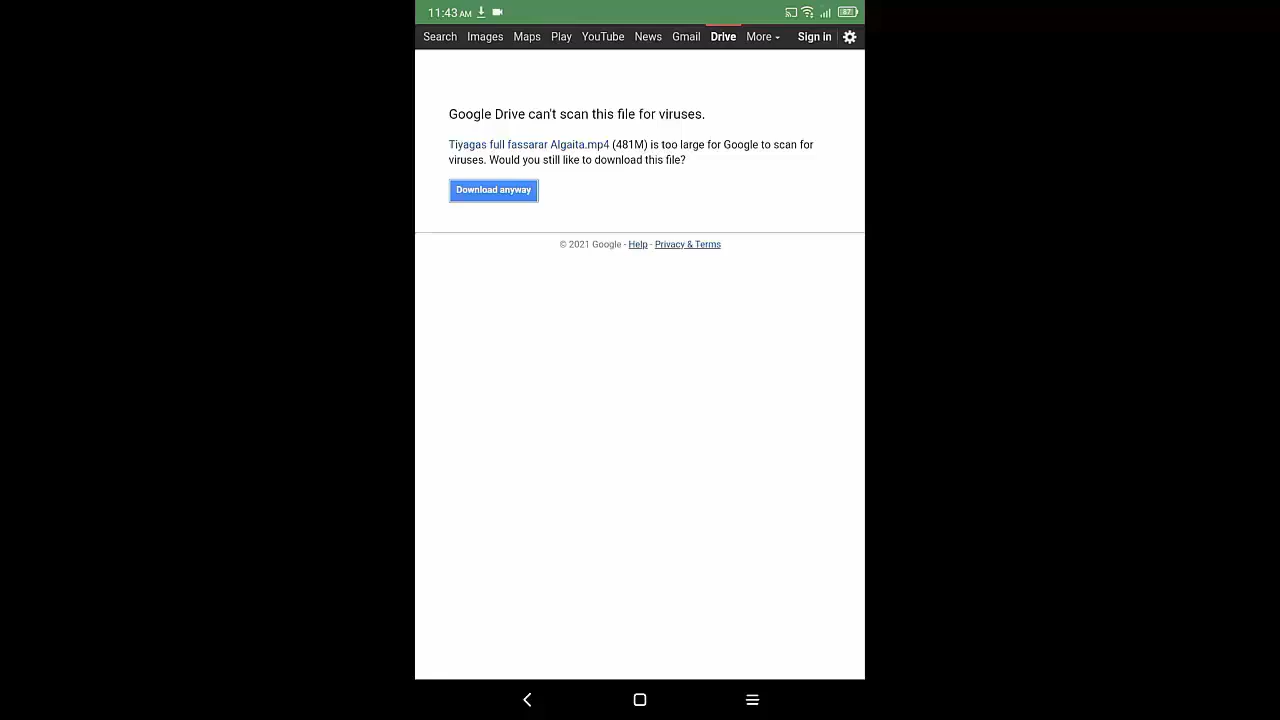 11:43 AM 87
Search Images Maps Play YouTube News Gmail Drive More Sign in
Google Drive can't scan this file for viruses.
Tiyagas full fassarar Algaita.mp4 (481M) is too large for Google to scan for
viruses. Would you still like to download this file?
Download anyway
© 2021 Google - Help - Privacy & Terms